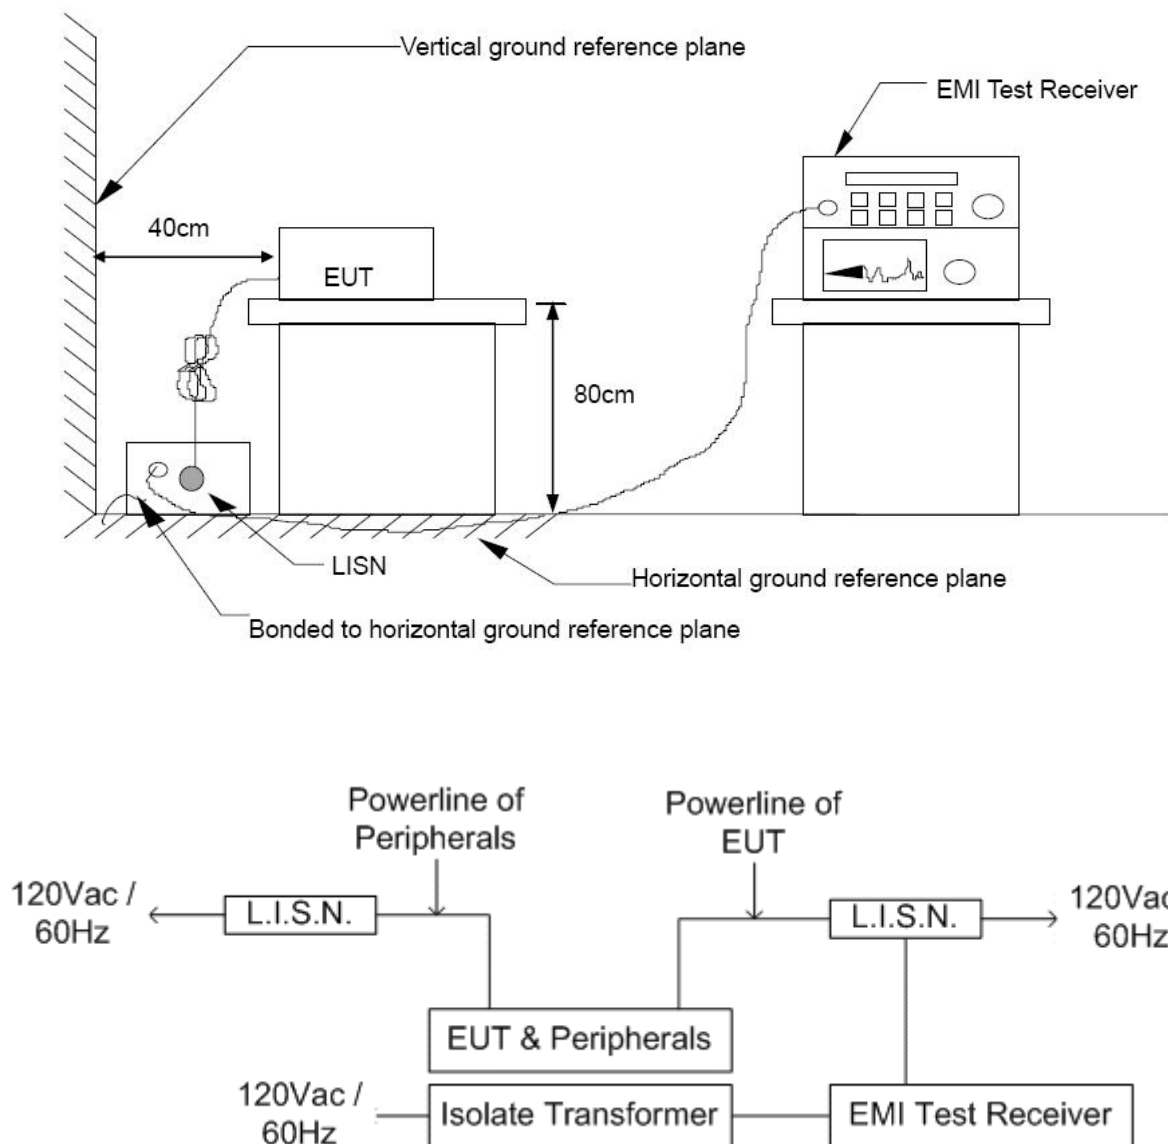 Vertical ground reference plane
EMI Test Receiver
40cm
EUT
80cm
LISN
Horizontal ground reference plane
Bonded to horizontal ground reference plane
Powerline of
Peripherals
Powerline of
EUT
120Vac /
60Hz
L.I.S.N.
L.I.S.N.
120Vac
60Hz
EUT & Peripherals
120Vac /
60Hz
Isolate Transformer
EMI Test Receiver